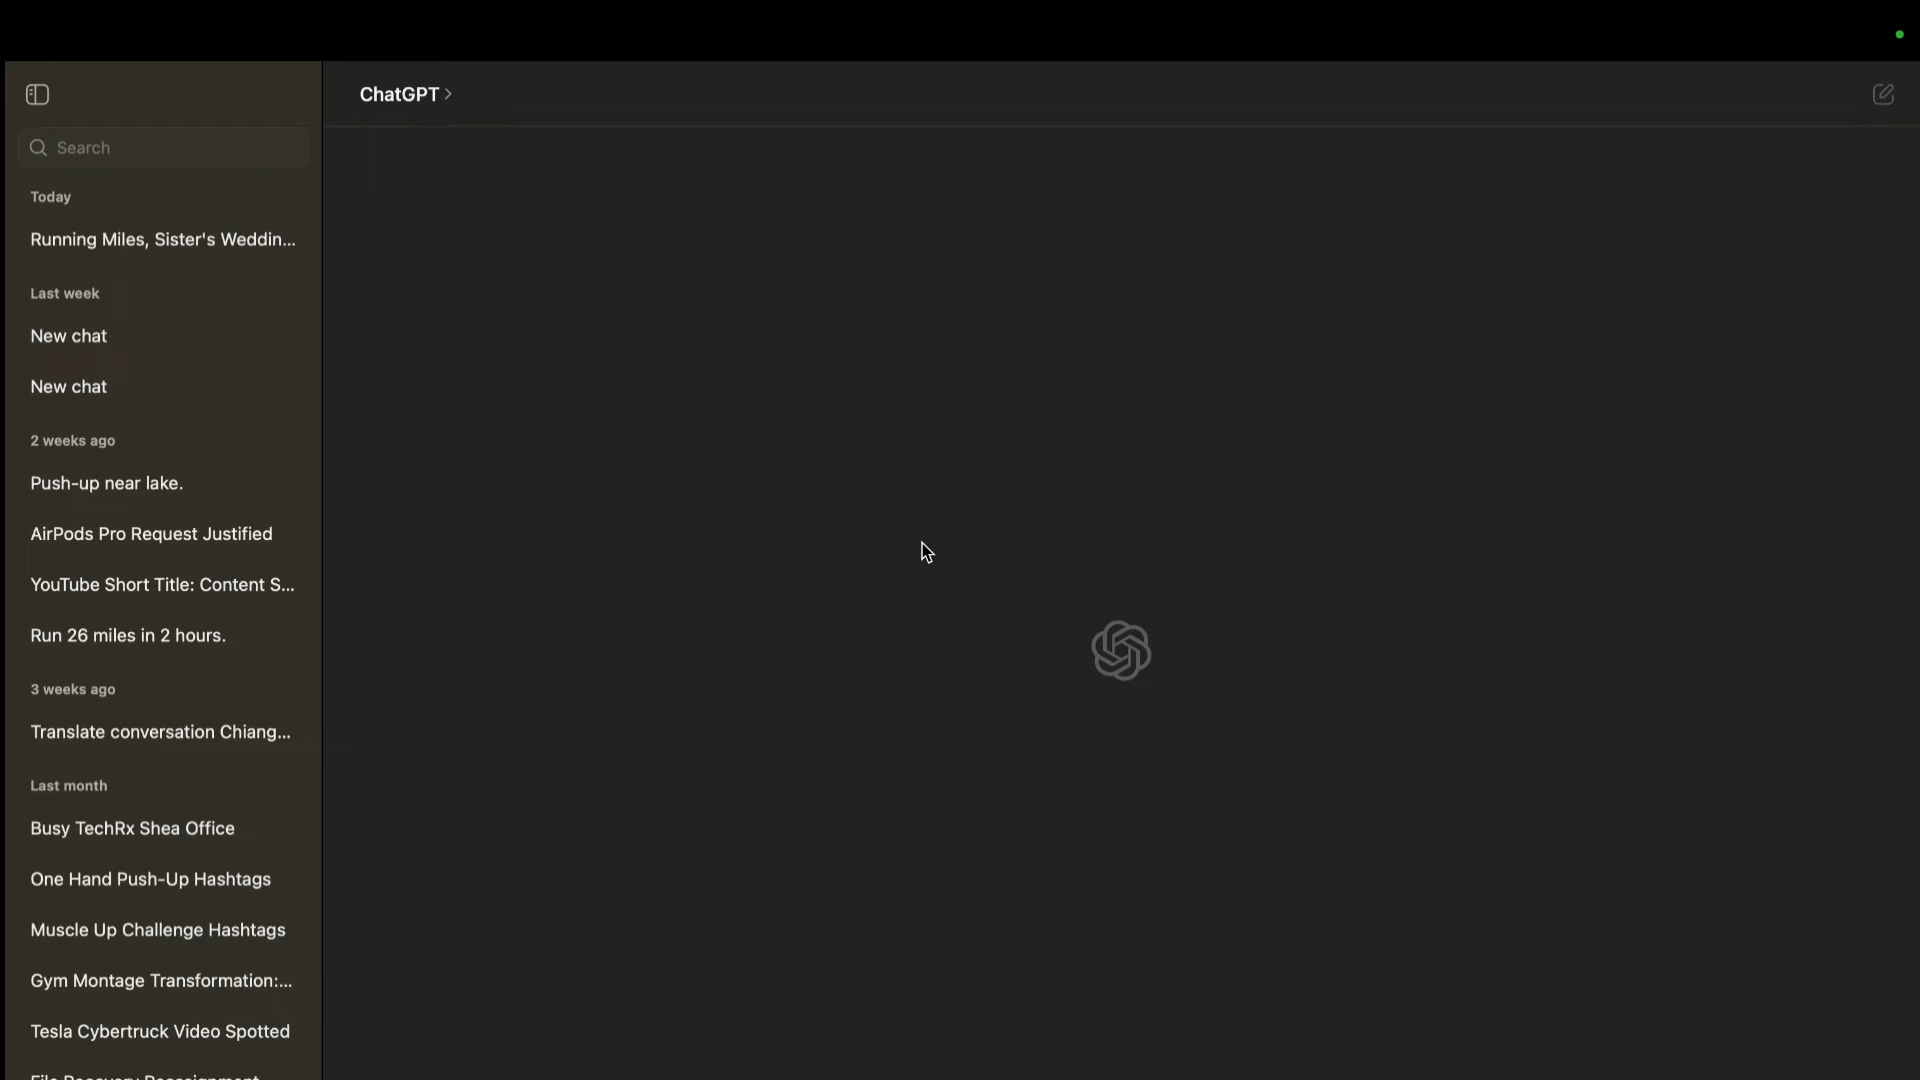 ChatGPT
Search
Today
Running Miles, Sister's Weddin...
Last week
New chat
New chat
2 weeks ago
Push-up near lake.
AirPods Pro Request Justified
YouTube Short Title: Content S...
Run 26 miles in 2 hours.
3 weeks ago
Translate conversation Chiang...
Last month
Busy TechRx Shea Office
One Hand Push-Up Hashtags
Muscle Up Challenge Hashtags
Gym Montage Transformation:...
Tesla Cybertruck Video Spotted